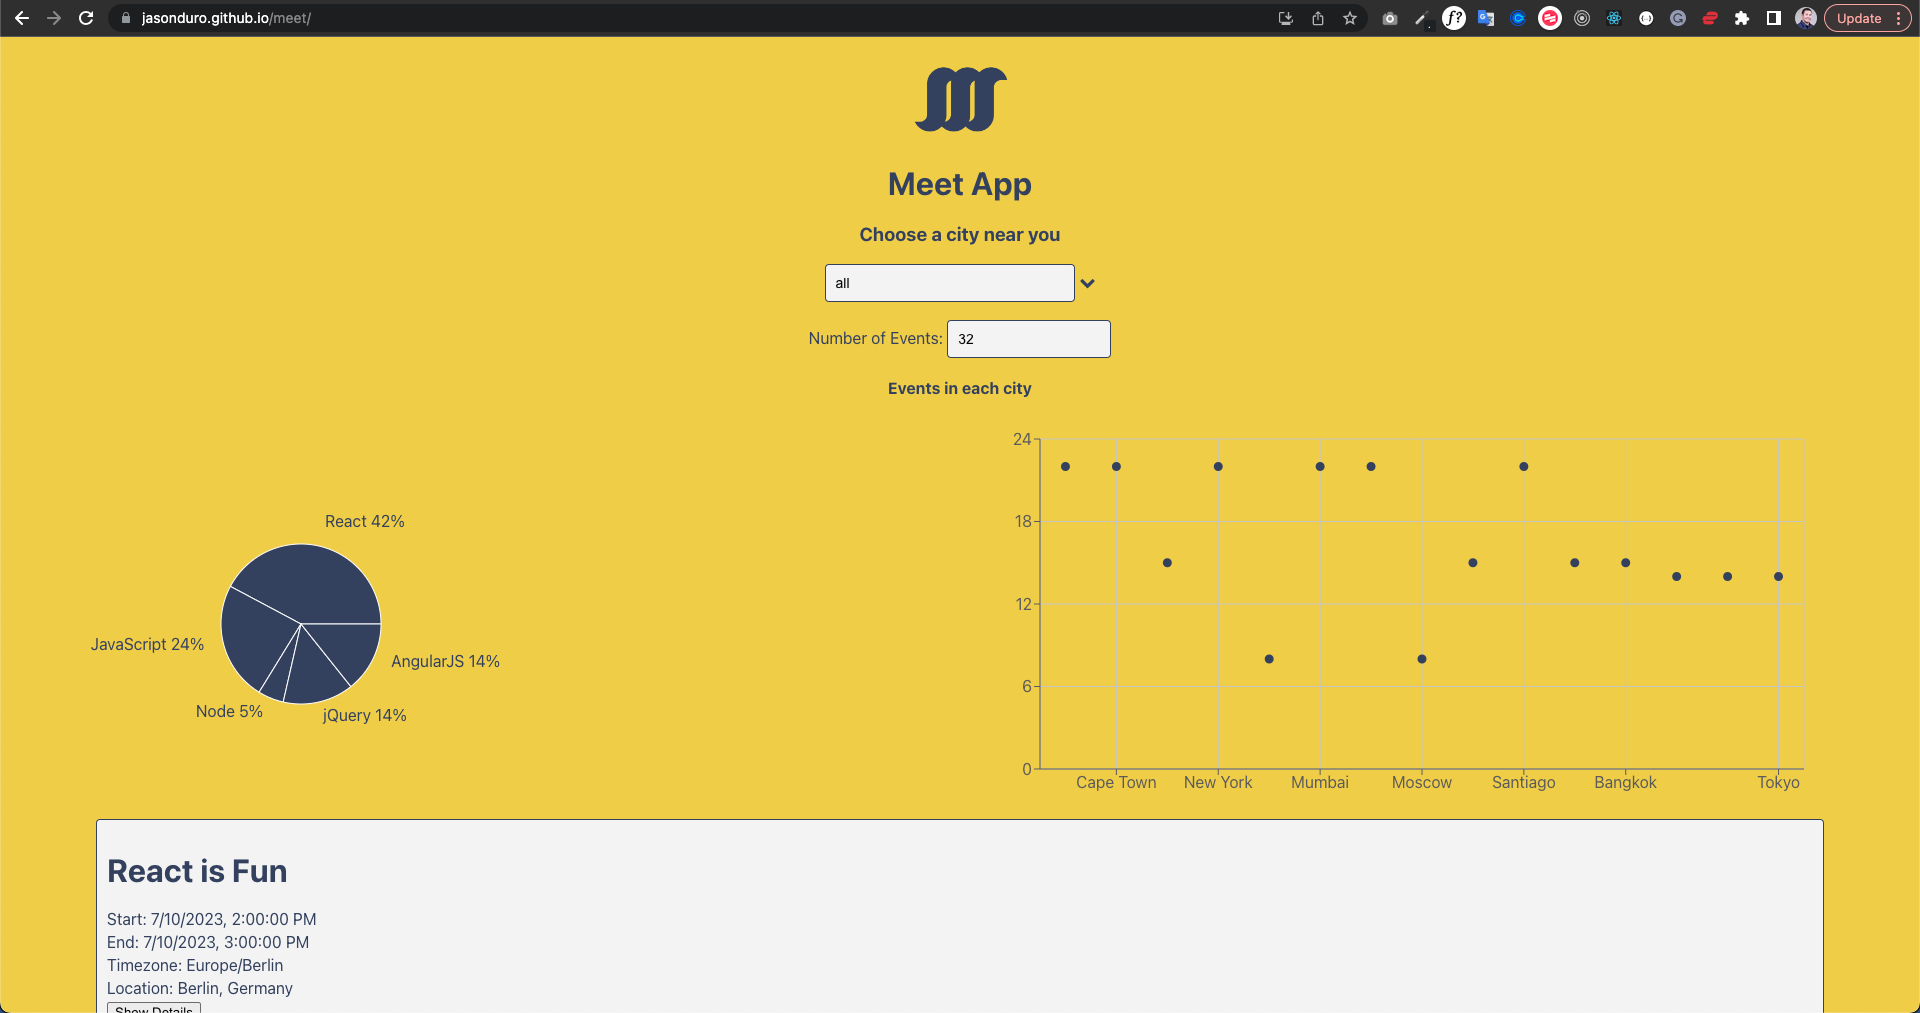 jasonduro.github.io/meet/
Update
Meet App
Choose a city near you
all
Number of Events: 32
Events in each city
React 42%
JavaScript 24%
AngularJS 14%
Node 5%
jQuery 14%
24
18
12
6
0
Cape Town New York Mumbai Moscow Santiago Bangkok Tokyo
React is Fun
Start: 7/10/2023, 2:00:00 PM
End: 7/10/2023, 3:00:00 PM
Timezone: Europe/Berlin
Location: Berlin, Germany
Show Details